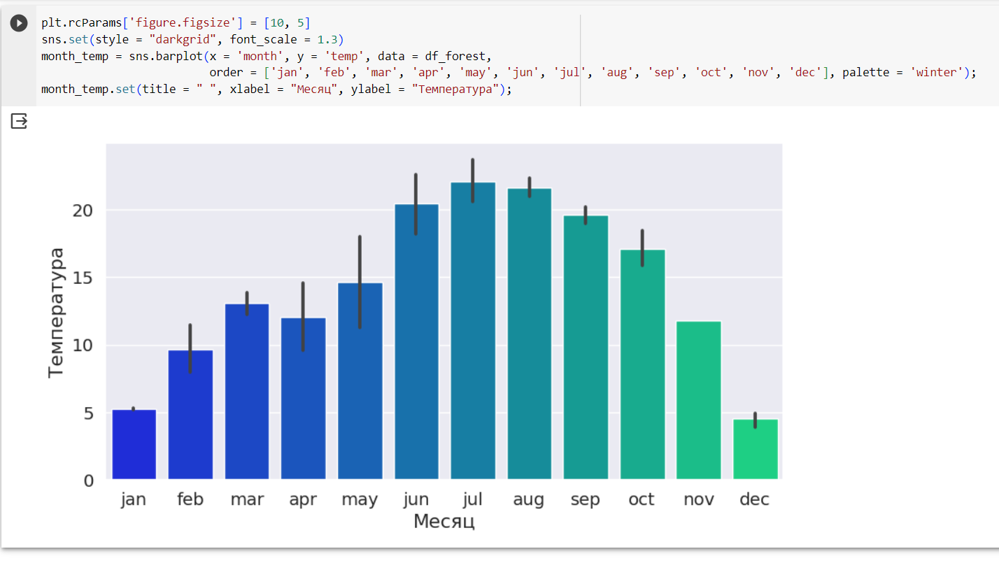 plt.rcParams['figure.figsize'] = [10, 5]
sns.set(style = "darkgrid", font_scale = 1.3)
month_temp = sns.barplot(x = 'month', y = 'temp', data = df_forest,
order = ['jan', 'feb', 'mar', 'apr', 'may', 'jun', 'jul', 'aug', 'sep', 'oct', 'nov', 'dec'], palette = 'winter');
month_temp.set(title = " ", xlabel = "Месяц", ylabel = "Температура");
Температура
20
15
10
5
0
jan feb mar apr may jun jul aug sep oct nov dec
Месяц